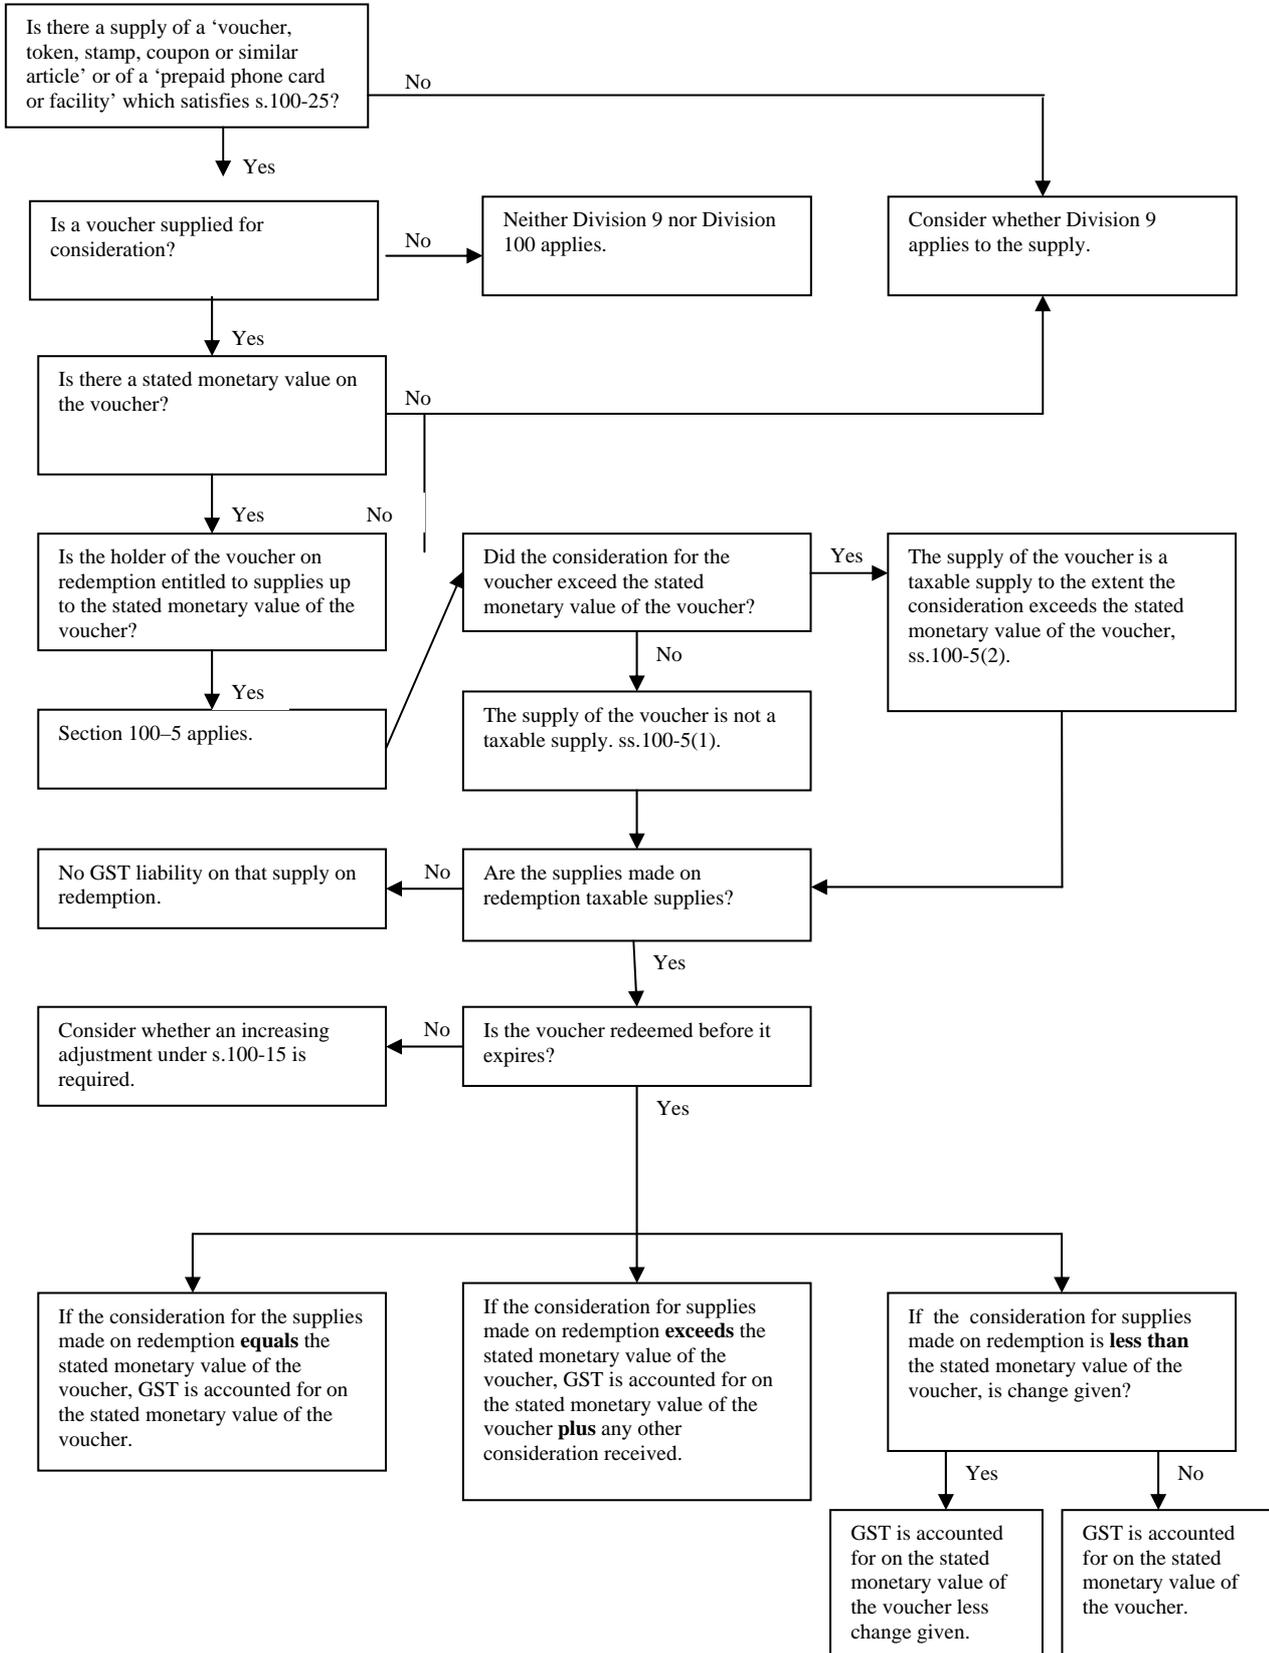 Is there a supply of a ‘voucher,
token, stamp, coupon or similar
article’ or of a ‘prepaid phone card
or facility’ which satisfies s.100-25?
No
Yes
Is a voucher supplied for
consideration?
No
Neither Division 9 nor Division
100 applies.
Consider whether Division 9
applies to the supply.
Yes
Is there a stated monetary value on
the voucher?
No
Yes
No
Is the holder of the voucher on
redemption entitled to supplies up
to the stated monetary value of the
voucher?
Did the consideration for the
voucher exceed the stated
monetary value of the voucher?
Yes
The supply of the voucher is a
taxable supply to the extent the
consideration exceeds the stated
monetary value of the voucher,
ss.100-5(2).
No
Yes
Section 100–5 applies.
The supply of the voucher is not a
taxable supply. ss.100-5(1).
No GST liability on that supply on
redemption.
No
Are the supplies made on
redemption taxable supplies?
Yes
Consider whether an increasing
adjustment under s.100-15 is
required.
No
Is the voucher redeemed before it
expires?
Yes
If the consideration for the supplies
made on redemption equals the
stated monetary value of the
voucher, GST is accounted for on
the stated monetary value of the
voucher.
If the consideration for supplies
made on redemption exceeds the
stated monetary value of the
voucher, GST is accounted for on
the stated monetary value of the
voucher plus any other
consideration received.
If the consideration for supplies
made on redemption is less than
the stated monetary value of the
voucher, is change given?
Yes
No
GST is accounted
for on the stated
monetary value of
the voucher less
change given.
GST is accounted
for on the stated
monetary value of
the voucher.